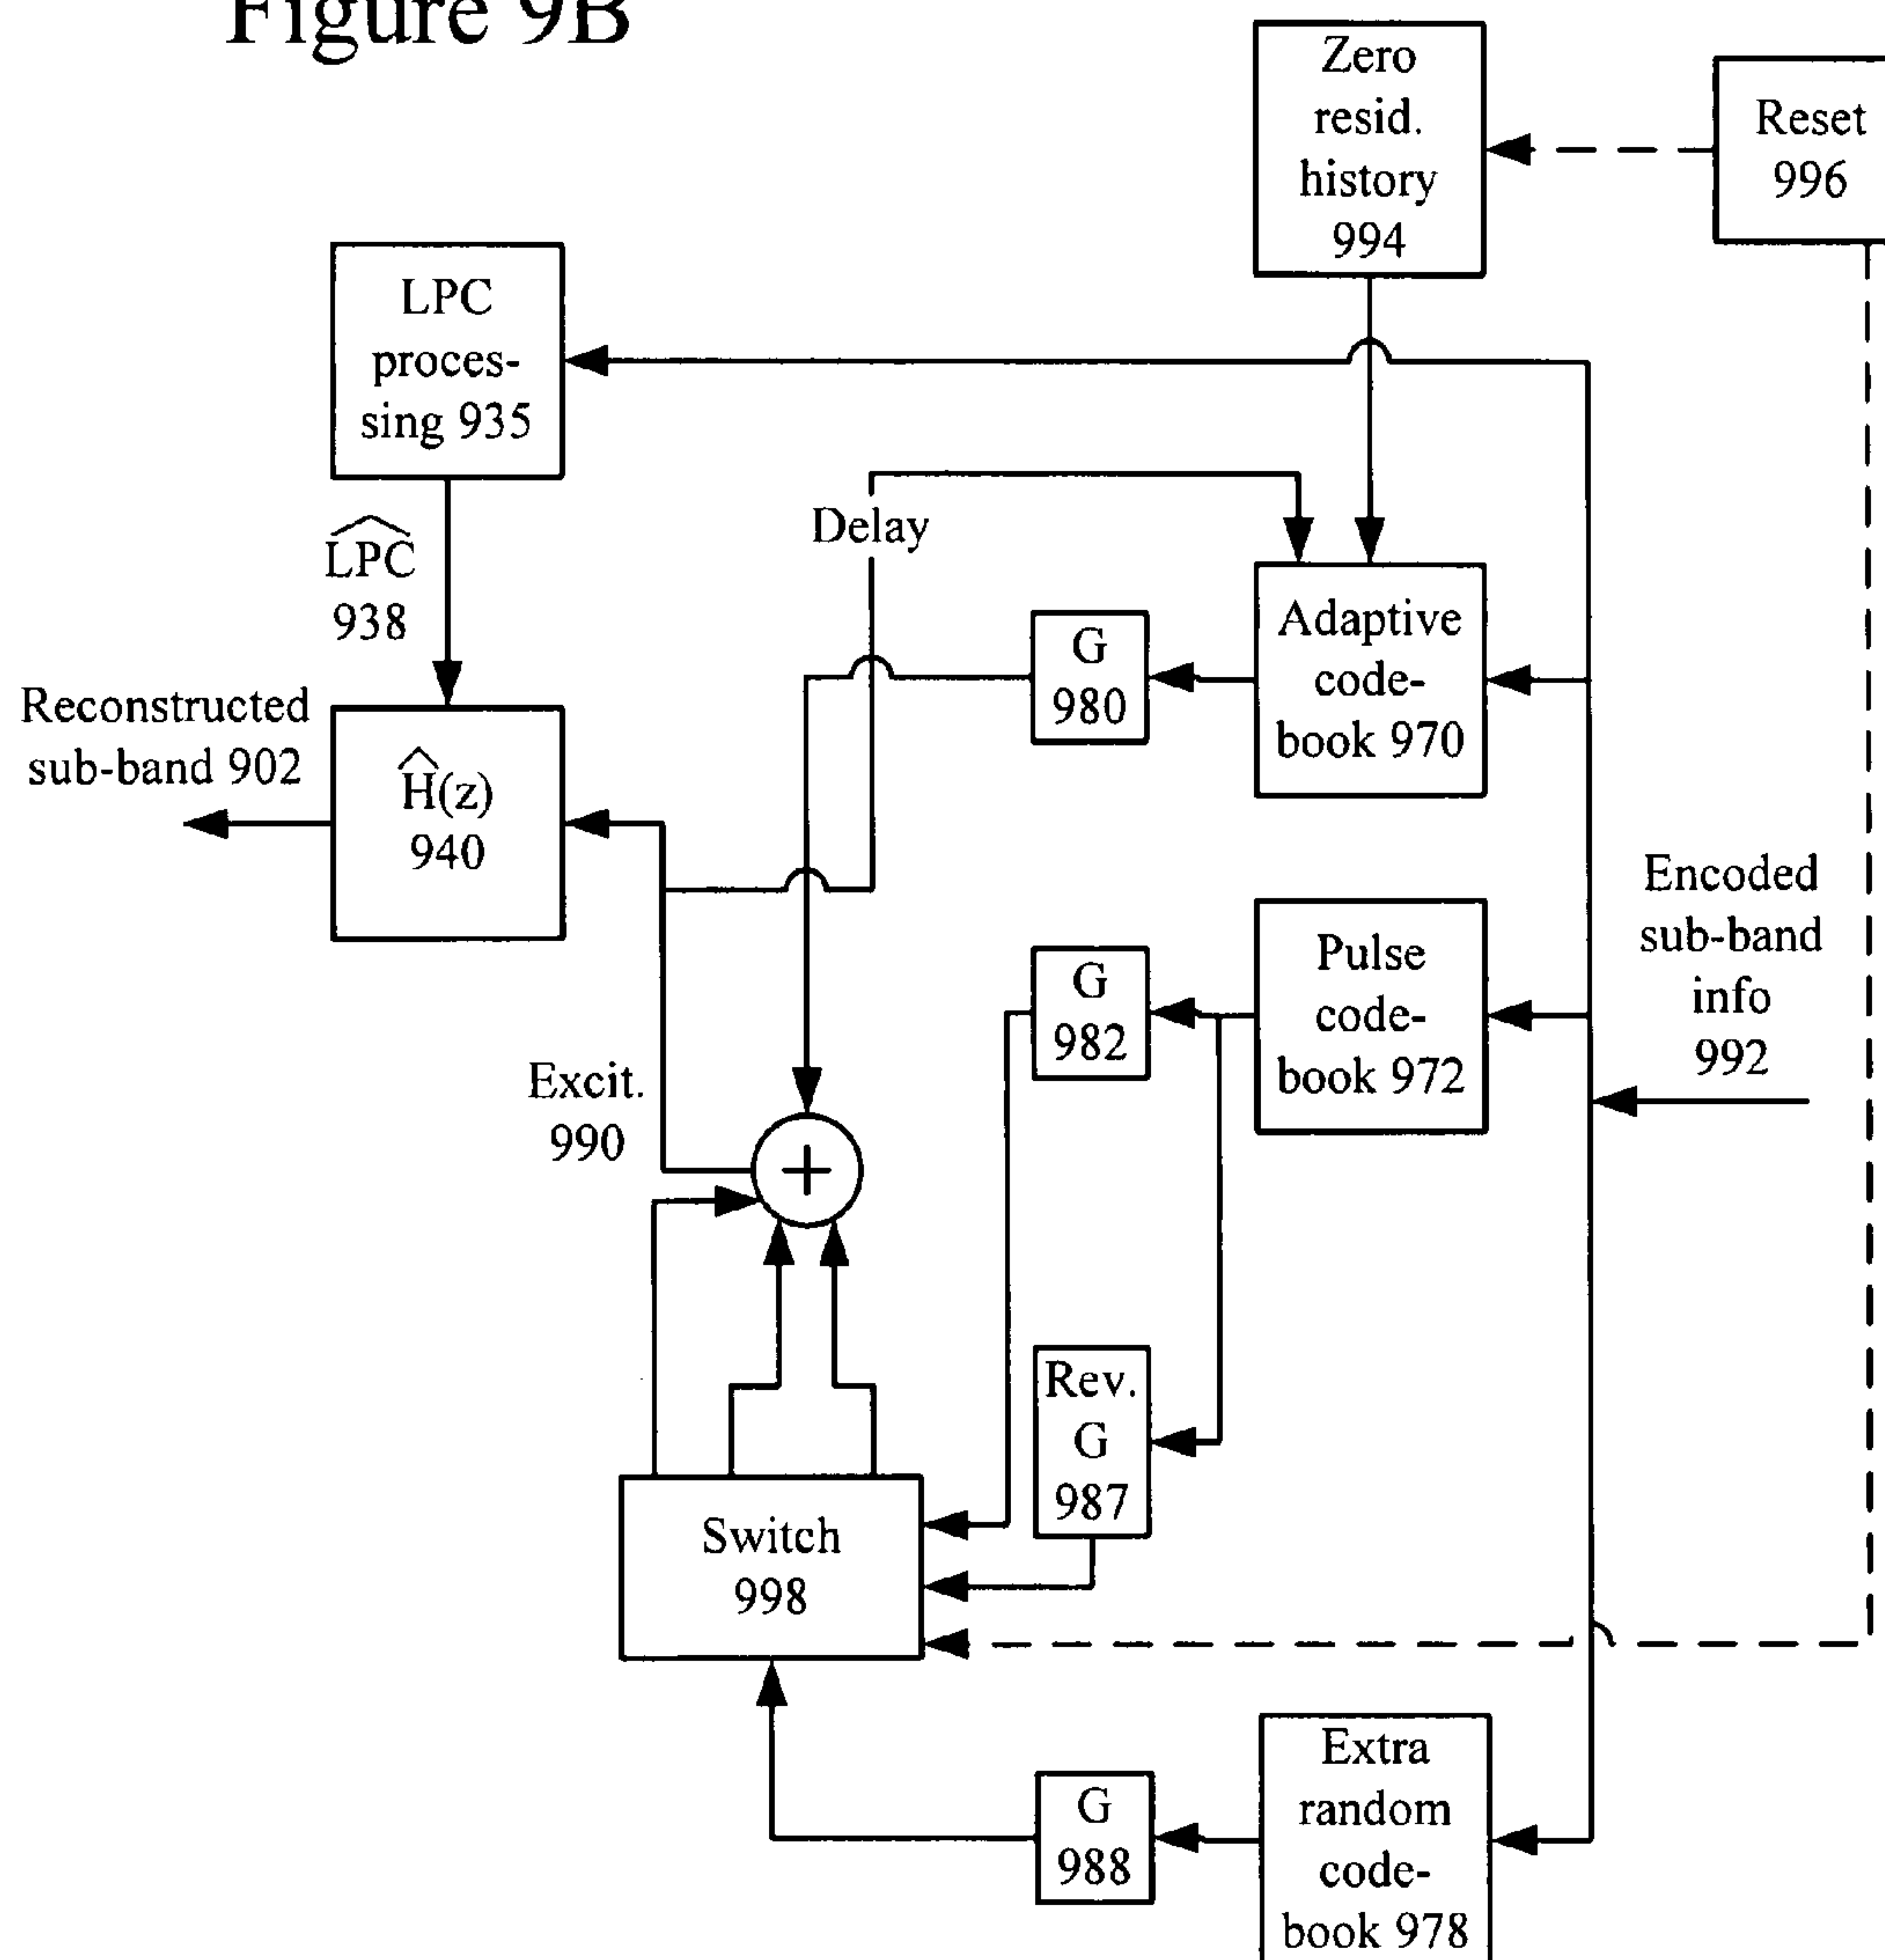 Figure 9B
Zero
resid.
history
994
Reset
996
LPC
proces-
sing 935
LPC
938
Delay
G
980
Adaptive
code-
book 970
Reconstructed
sub-band 902
Ĥ(z)
940
Encoded
sub-band
info
992
G
982
Pulse
code-
book 972
Excit.
990
+
Rev.
G
987
Switch
998
G
988
Extra
random
code-
book 978